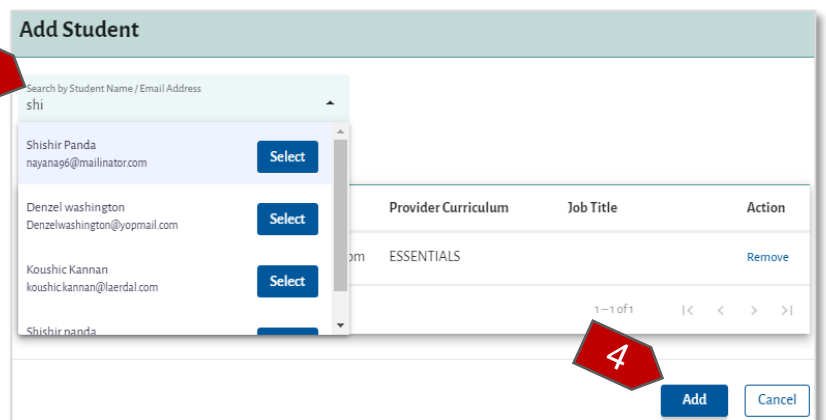 Add Student
Search by Student Name / Email Address
shi
Shishir Panda
nayana96@mailinator.com
Select
Denzel washington
Denzelwashington@yopmail.com
Select
Koushic Kannan
koushic.kannan@laerdal.com
Select
Shishir panda
Provider Curriculum Job Title Action
om ESSENTIALS Remove
1–1 of 1 |< < > >|
4
Add Cancel